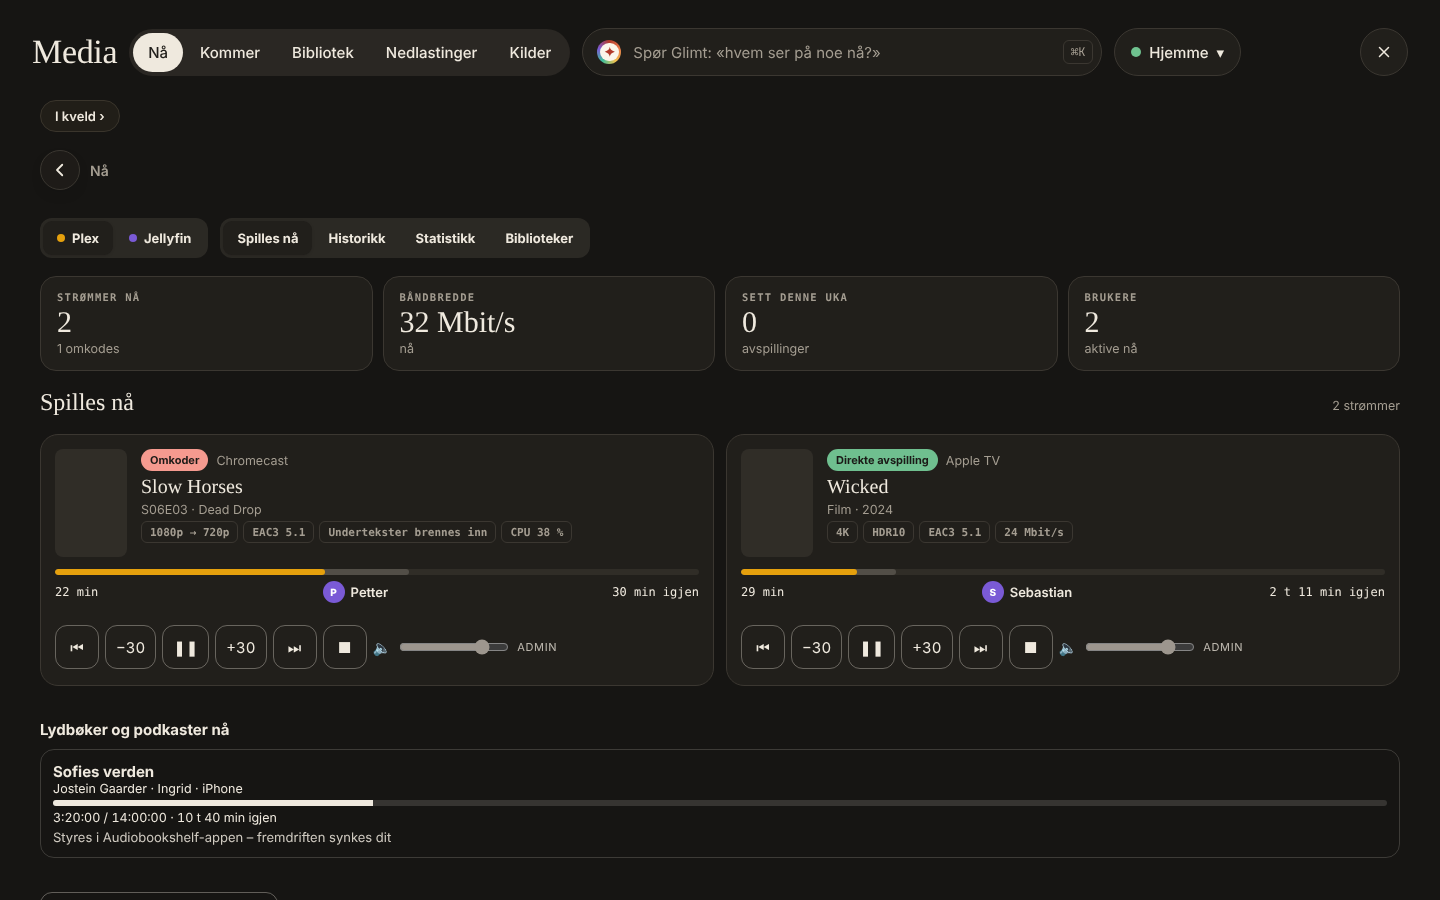 Media Nå Kommer Bibliotek Nedlastinger Kilder Spør Glimt: «hvem ser på noe nå?» ⌘K Hjemme ▾ ×
I kveld ›
Nå
Plex Jellyfin Spilles nå Historikk Statistikk Biblioteker
STRØMMER NÅ
2
1 omkodes
BÅNDBREDDE
32 Mbit/s
nå
SETT DENNE UKA
0
avspillinger
BRUKERE
2
aktive nå
Spilles nå
2 strømmer
Omkoder Chromecast
Slow Horses
S06E03 · Dead Drop
1080p → 720p EAC3 5.1 Undertekster brennes inn CPU 38 %
22 min P Petter 30 min igjen
−30 +30 ADMIN
Direkte avspilling Apple TV
Wicked
Film · 2024
4K HDR10 EAC3 5.1 24 Mbit/s
29 min S Sebastian 2 t 11 min igjen
−30 +30 ADMIN
Lydbøker og podkaster nå
Sofies verden
Jostein Gaarder · Ingrid · iPhone
3:20:00 / 14:00:00 · 10 t 40 min igjen
Styres i Audiobookshelf-appen – fremdriften synkes dit